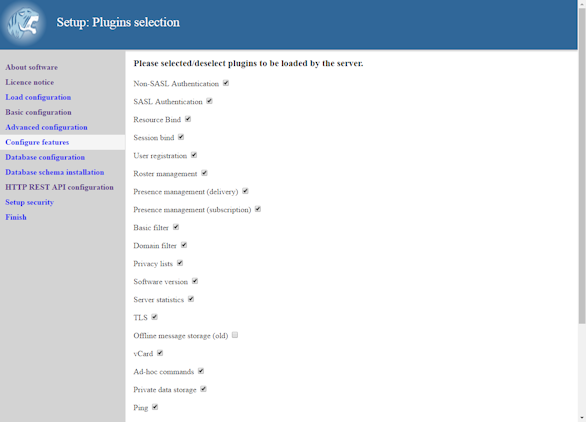 Setup: Plugins selection
About software
Licence notice
Load configuration
Basic configuration
Advanced configuration
Configure features
Database configuration
Database schema installation
HTTP REST API configuration
Setup security
Finish
Please selected/deselect plugins to be loaded by the server.
Non-SASL Authentication
SASL Authentication
Resource Bind
Session bind
User registration
Roster management
Presence management (delivery)
Presence management (subscription)
Basic filter
Domain filter
Privacy lists
Software version
Server statistics
TLS
Offline message storage (old)
vCard
Ad-hoc commands
Private data storage
Ping